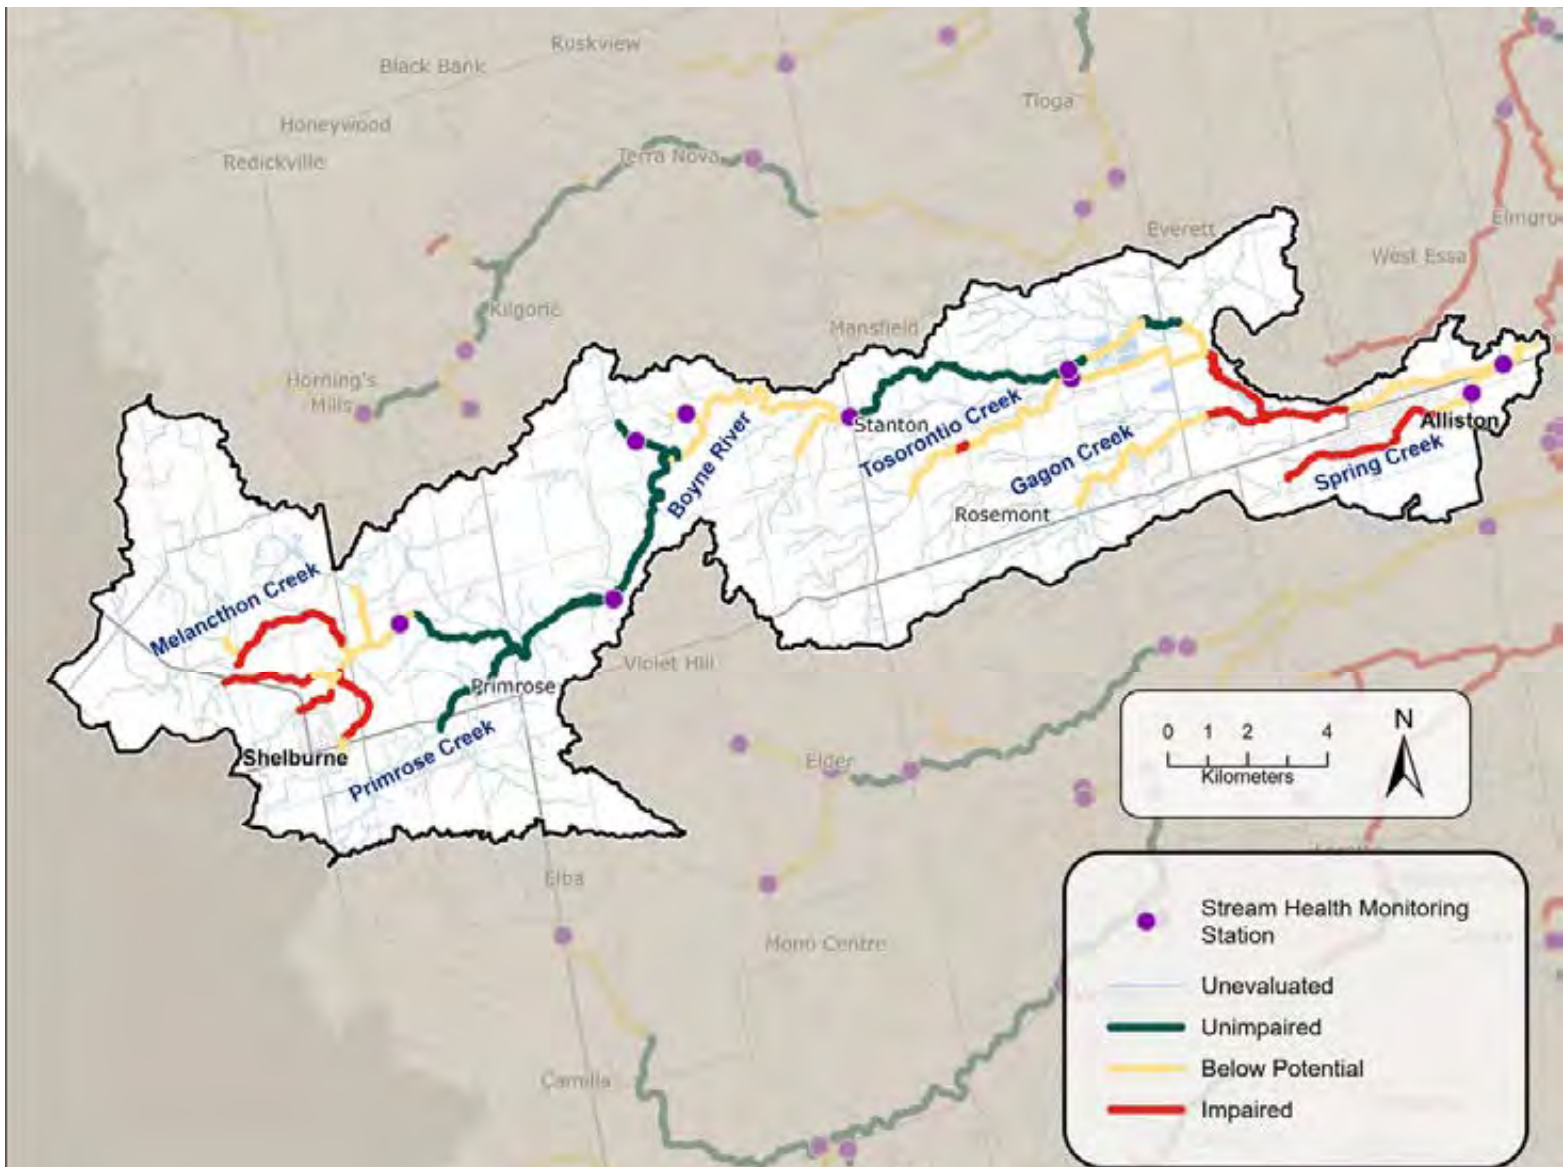 Ruskview
Black Bank
Tioga
Honeywood
Redickville
Terra Nova
Everett
Elmgro
West Essa
Kilgorie
Mansfield
Horning's
Mills
Stanton
Alliston
Tosorontio Creek
Gagon Creek
Spring Creek
Boyne River
Rosemont
Melancthon Creek
Violet Hill
Primrose
Shelburne
Primrose Creek
Elder
Elba
Mono Centre
Camilla
N
0 1 2 4
Kilometers
Stream Health Monitoring
Station
Unevaluated
Unimpaired
Below Potential
Impaired